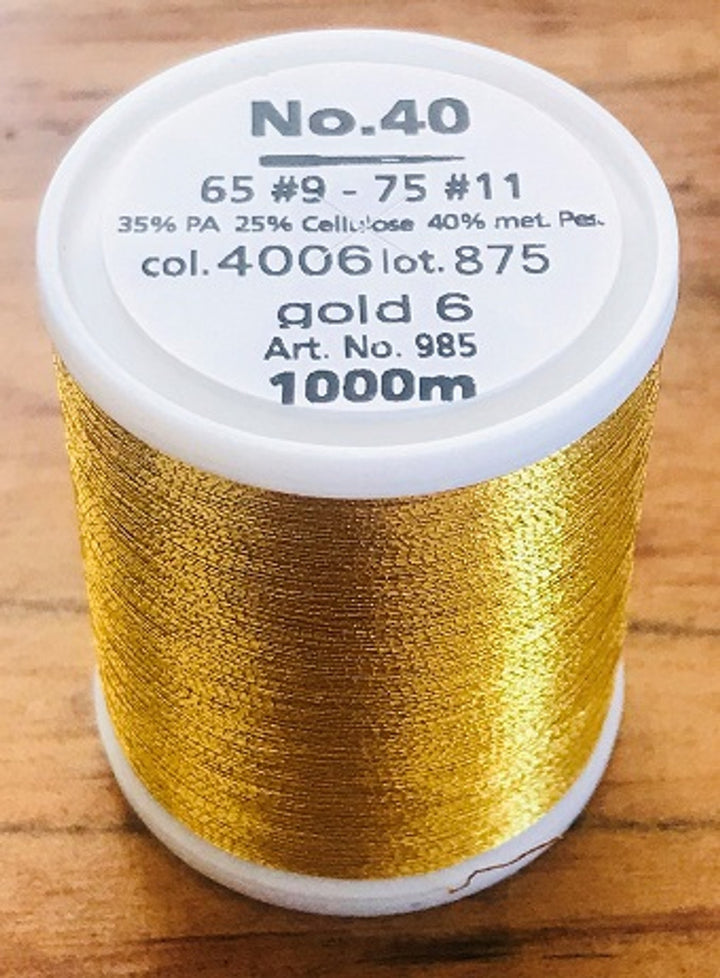 No.40
65 #9 - 75 #11
35% PA 25% Cellulose 40% met. Pes.
col. 4006 lot. 875
gold 6
Art. No. 985
1000m